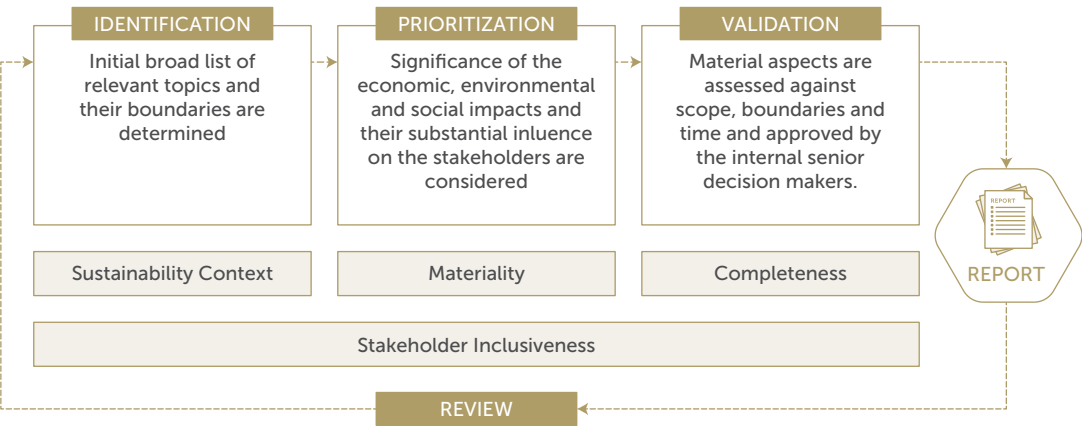 IDENTIFICATION
Initial broad list of
relevant topics and
their boundaries are
determined
PRIORITIZATION
Significance of the
economic, environmental
and social impacts and
their substantial inluence
on the stakeholders are
considered
VALIDATION
Material aspects are
assessed against
scope, boundaries and
time and approved by
the internal senior
decision makers.
REPORT
REPORT
Sustainability Context
Materiality
Completeness
Stakeholder Inclusiveness
REVIEW